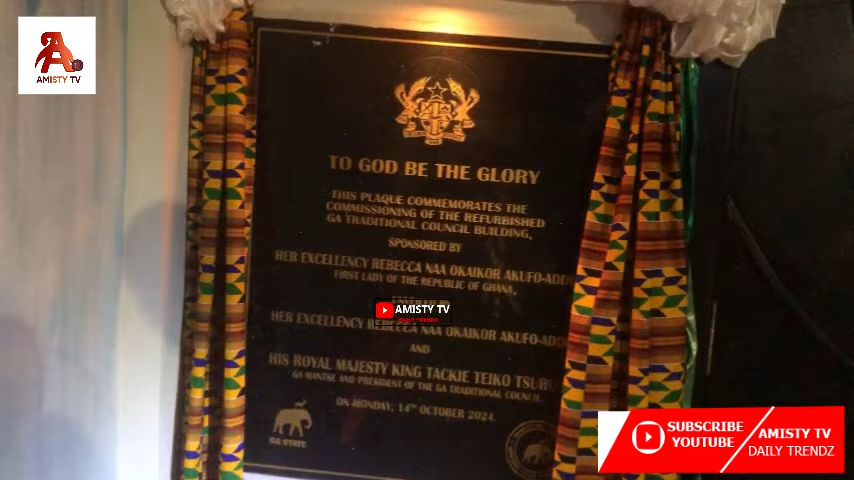 AMISTY TV
TO GOD BE THE GLORY
THIS PLAQUE COMMEMORATES THE
COMMISSIONING OF THE REFURBISHED
GA TRADITIONAL COUNCIL BUILDING,
SPONSORED BY
HER EXCELLENCY REBECCA NAA OKAIKOR AKUFO-ADDO
FIRST LADY OF THE REPUBLIC OF GHANA,
AMISTY TV
HER EXCELLENCY REBECCA NAA OKAIKOR AKUFO-ADDO
AND
HIS ROYAL MAJESTY KING TACKIE TEIKO TSURU
GA MANTSE AND PRESIDENT OF THE GA TRADITIONAL COUNCIL
ON MONDAY, 14TH OCTOBER 2024.
GA STATE
SUBSCRIBE
YOUTUBE
AMISTY TV
DAILY TRENDZ